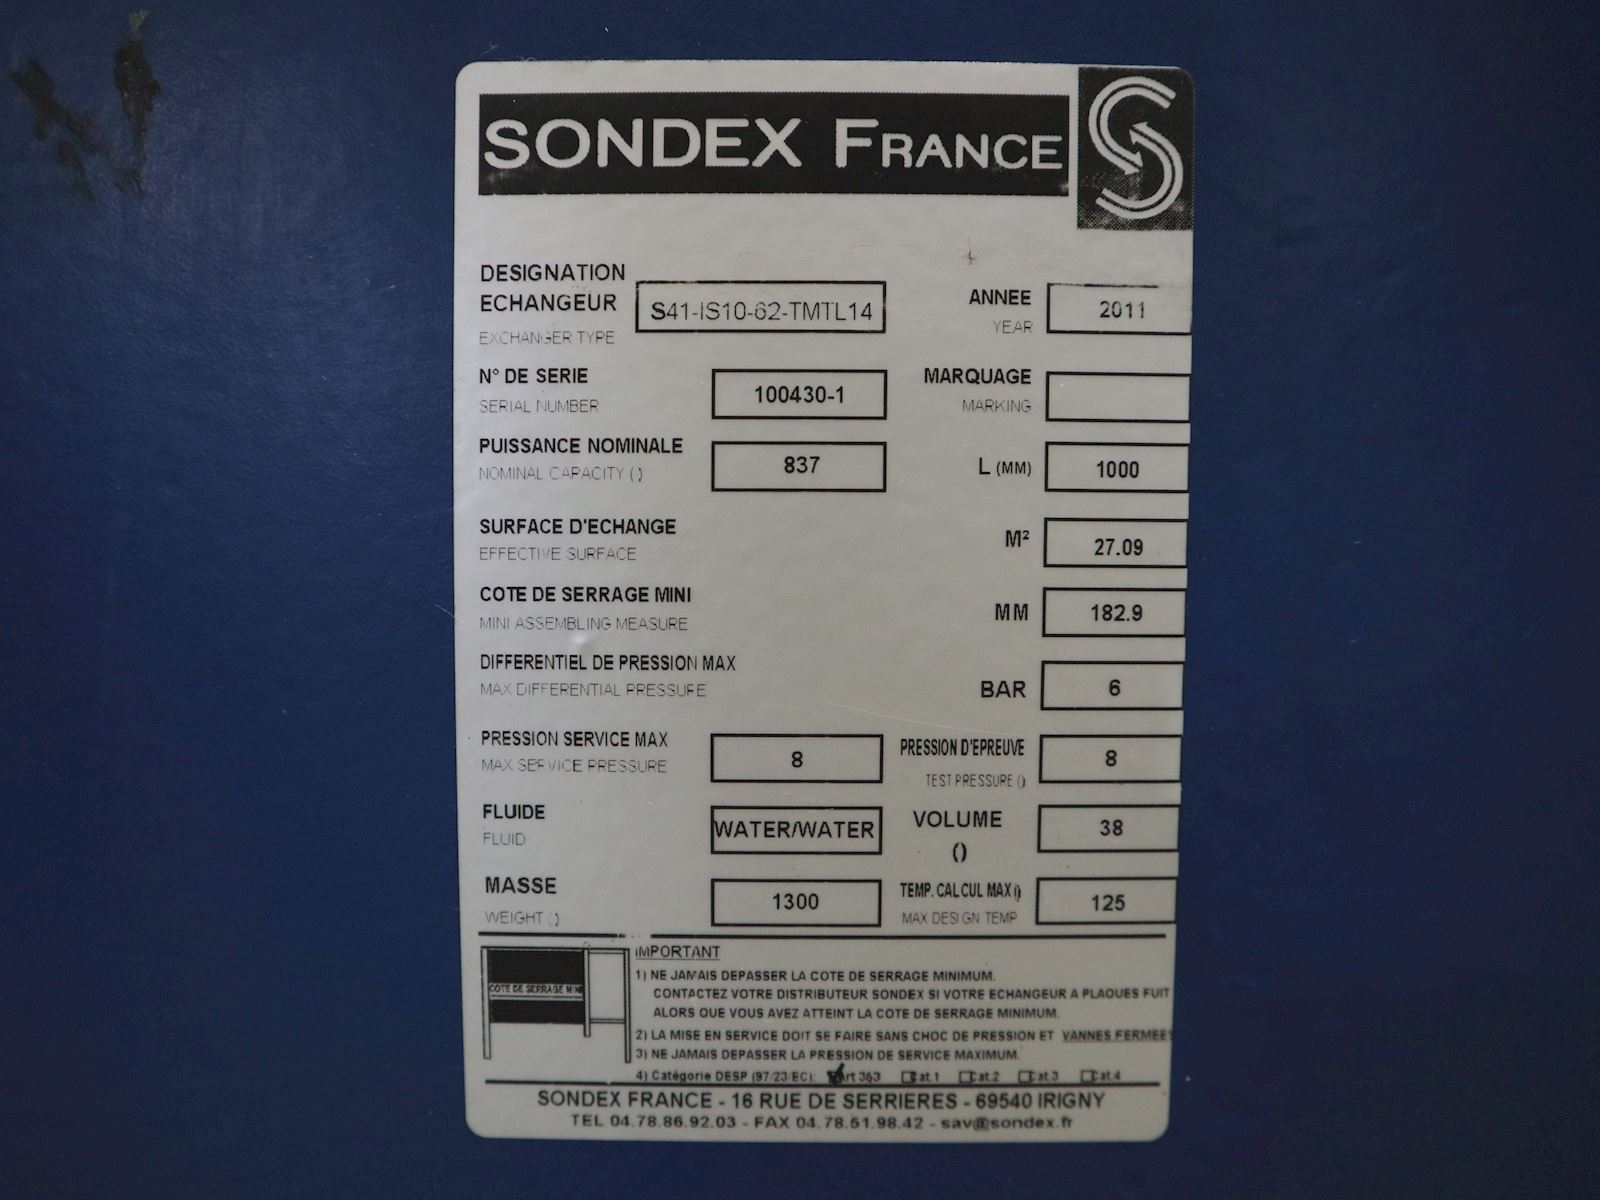 SONDEX FRANCE
DESIGNATION
ECHANGEUR
EXCHANGER TYPE
S41-IS10-62-TMTL14
ANNEE
YEAR
2011
N° DE SERIE
SERIAL NUMBER
100430-1
MARQUAGE
MARKING
PUISSANCE NOMINALE
NOMINAL CAPACITY ()
837
L (MM)
1000
SURFACE D'ECHANGE
EFFECTIVE SURFACE
M²
27.09
COTE DE SERRAGE MINI
MINI ASSEMBLING MEASURE
MM
182.9
DIFFERENTIEL DE PRESSION MAX
MAX DIFFERENTIAL PRESSURE
BAR
6
PRESSION SERVICE MAX
MAX SERVICE PRESSURE
8
PRESSION D'EPREUVE
TEST PRESSURE ()
8
FLUIDE
FLUID
WATER/WATER
VOLUME
()
38
MASSE
WEIGHT ()
1300
TEMP. CALCUL MAX ()
MAX DESIGN TEMP
125
COTE DE SERRAGE MINI
IMPORTANT
1) NE JAMAIS DEPASSER LA COTE DE SERRAGE MINIMUM.
CONTACTEZ VOTRE DISTRIBUTEUR SONDEX SI VOTRE ECHANGEUR A PLAQUES FUIT
ALORS QUE VOUS AVEZ ATTEINT LA COTE DE SERRAGE MINIMUM.
2) LA MISE EN SERVICE DOIT SE FAIRE SANS CHOC DE PRESSION ET VANNES FERMEES
3) NE JAMAIS DEPASSER LA PRESSION DE SERVICE MAXIMUM.
4) Catégorie DESP (97/23/EC): Art 363 Cat.1 Cat.2 Cat.3 Cat.4
SONDEX FRANCE - 16 RUE DE SERRIERES - 69540 IRIGNY
TEL 04.78.86.92.03 - FAX 04.78.51.98.42 - sav@sondex.fr